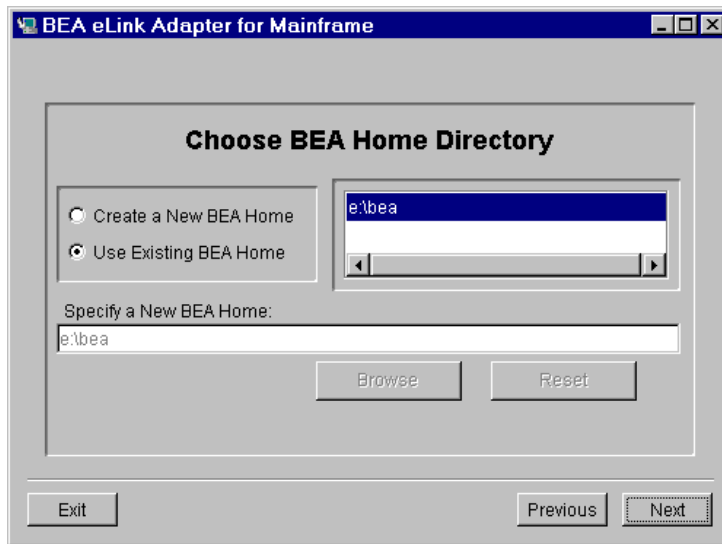 BEA eLink Adapter for Mainframe
Choose BEA Home Directory
Create a New BEA Home
Use Existing BEA Home
e:\bea
Specify a New BEA Home:
e:\bea
Browse
Reset
Exit
Previous
Next